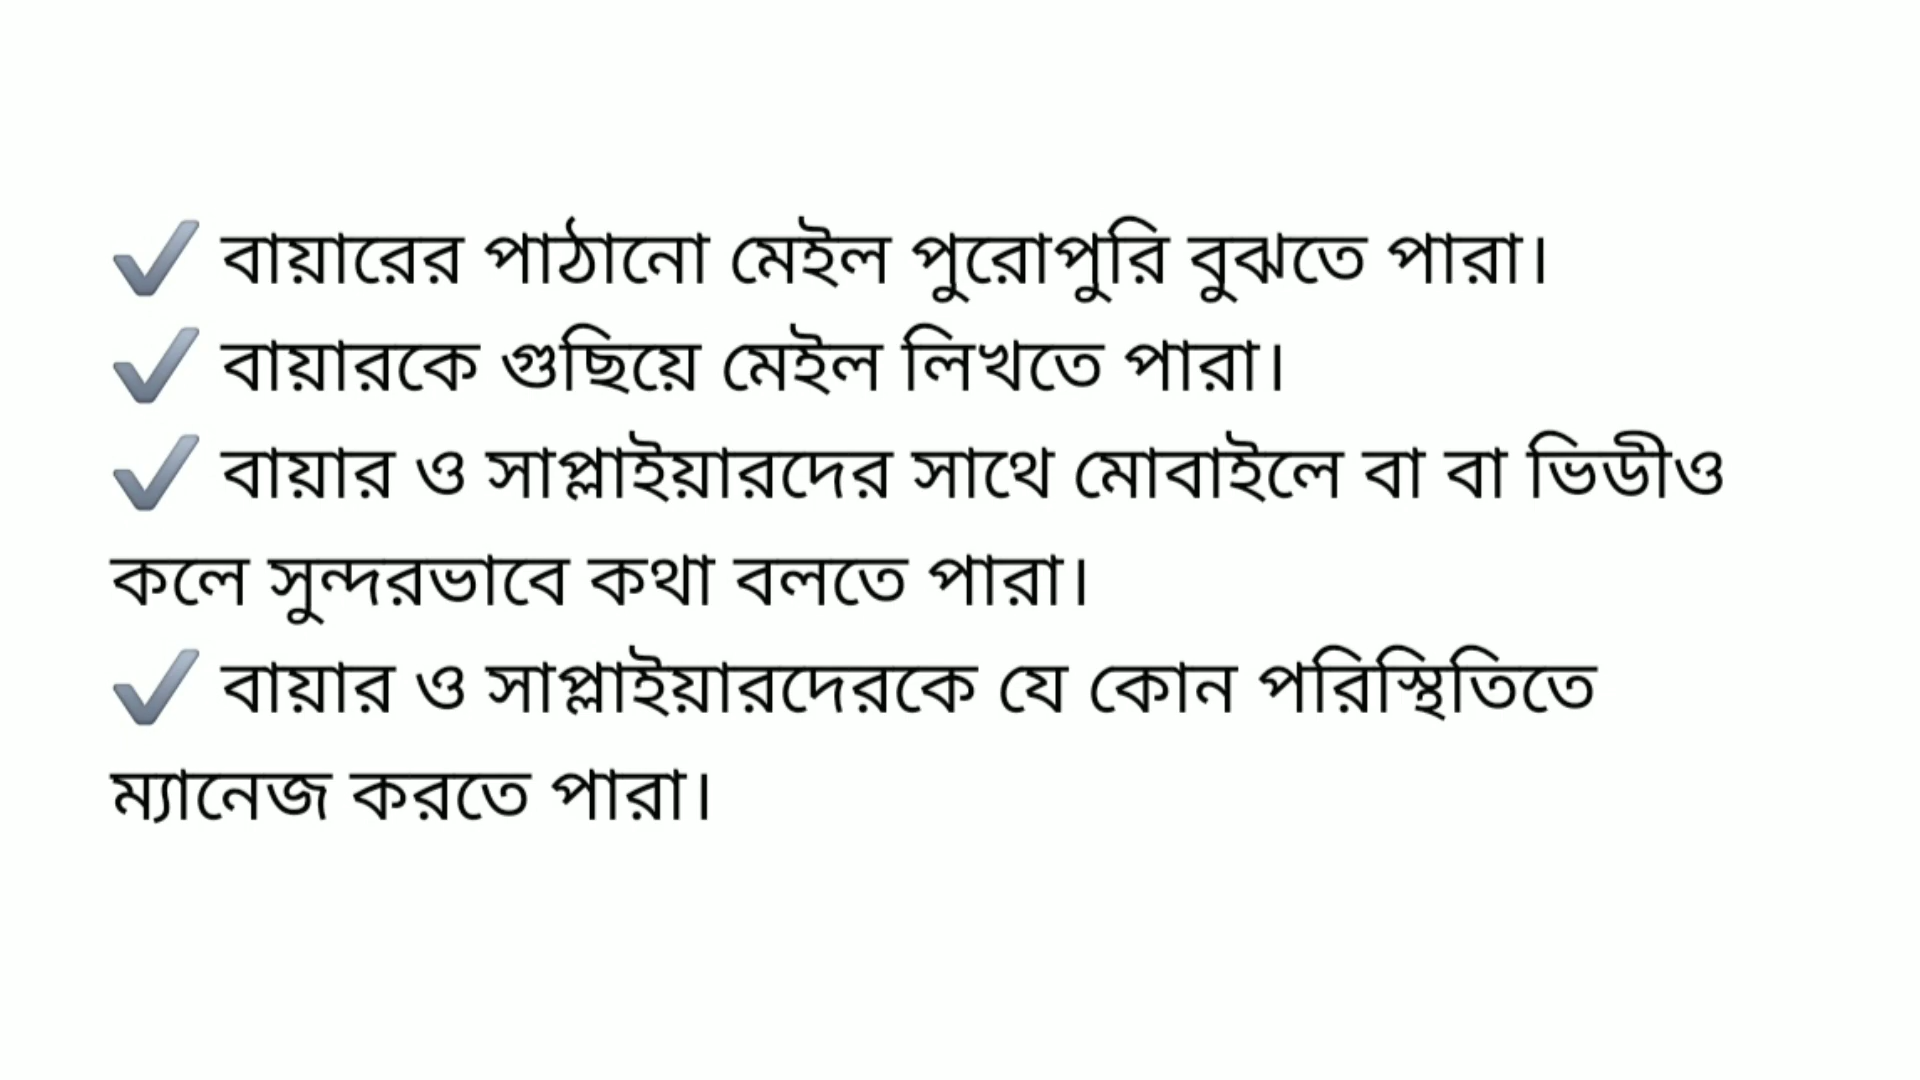 ✔ বায়ারের পাঠানো মেইল পুরোপুরি বুঝতে পারা।
✔ বায়ারকে গুছিয়ে মেইল লিখতে পারা।
✔ বায়ার ও সাপ্লাইয়ারদের সাথে মোবাইলে বা বা ভিডীও
কলে সুন্দরভাবে কথা বলতে পারা।
✔ বায়ার ও সাপ্লাইয়ারদেরকে যে কোন পরিস্থিতিতে
ম্যানেজ করতে পারা।